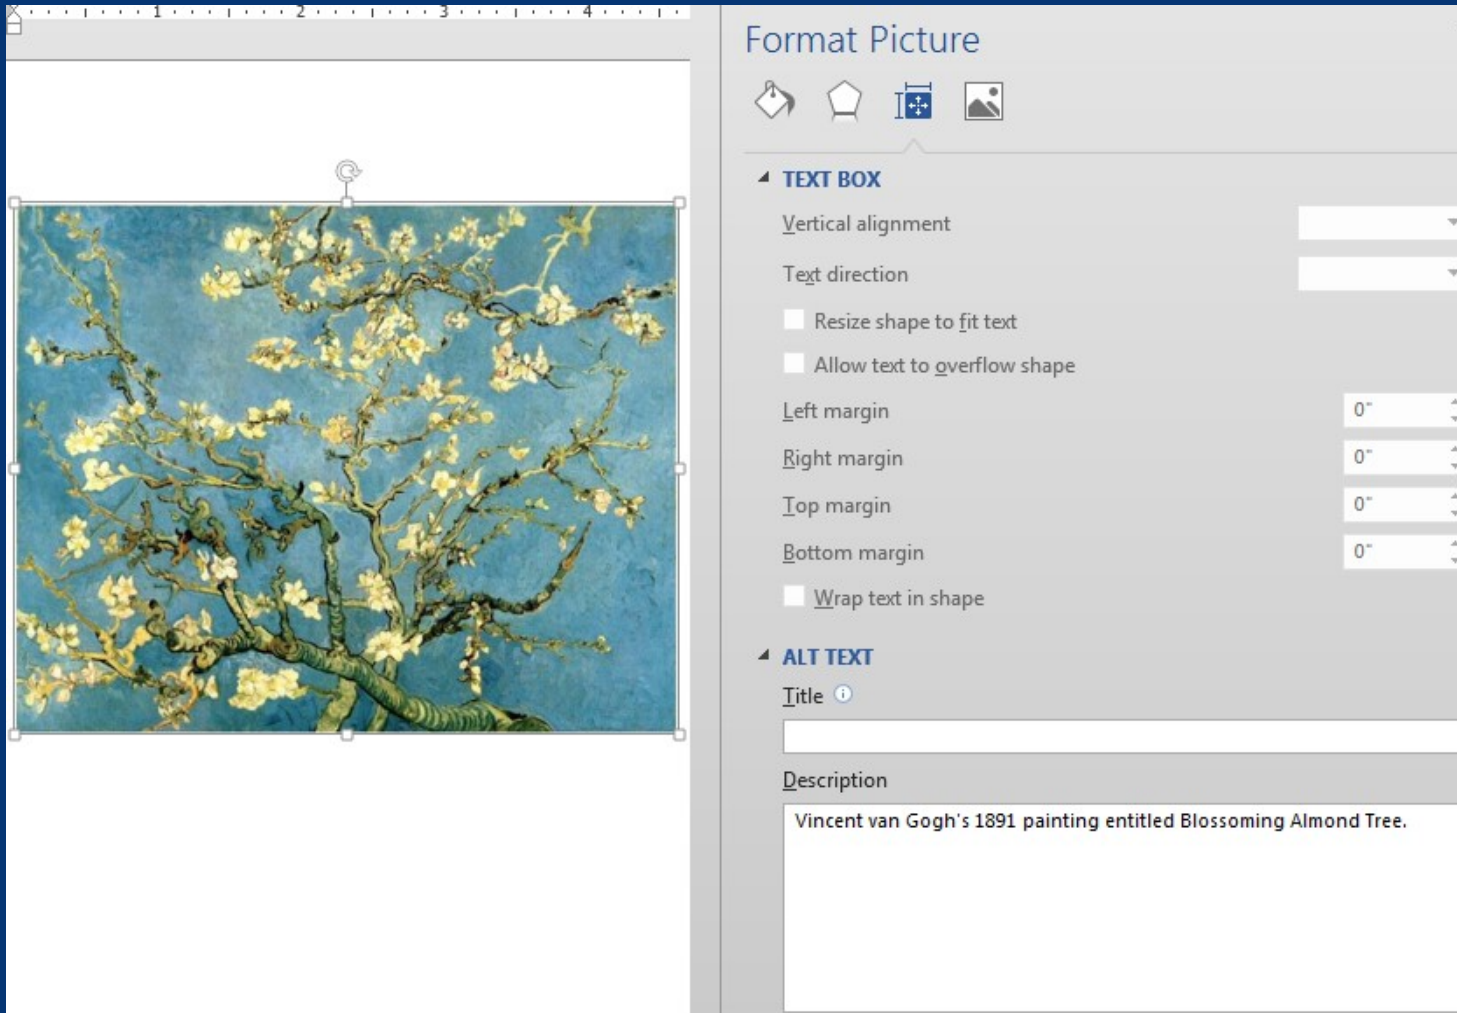 1 2 3 4
Format Picture
TEXT BOX
Vertical alignment
Text direction
Resize shape to fit text
Allow text to overflow shape
Left margin 0"
Right margin 0"
Top margin 0"
Bottom margin 0"
Wrap text in shape
ALT TEXT
Title
Description
Vincent van Gogh's 1891 painting entitled Blossoming Almond Tree.